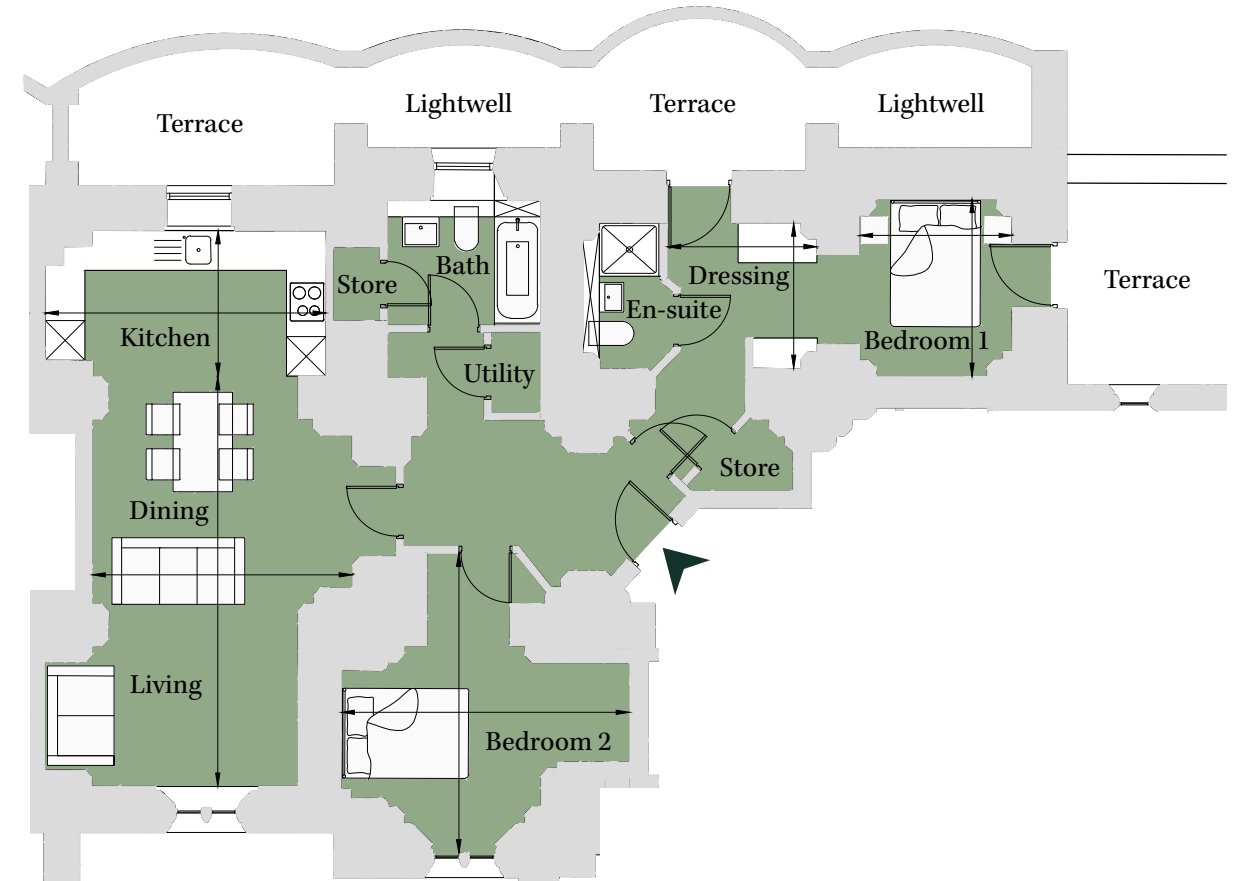 Lightwell
Terrace
Lightwell
Terrace
Bath
Store
Dressing
Terrace
En-suite
Kitchen
Bedroom 1
Utility
Store
Dining
Living
Bedroom 2